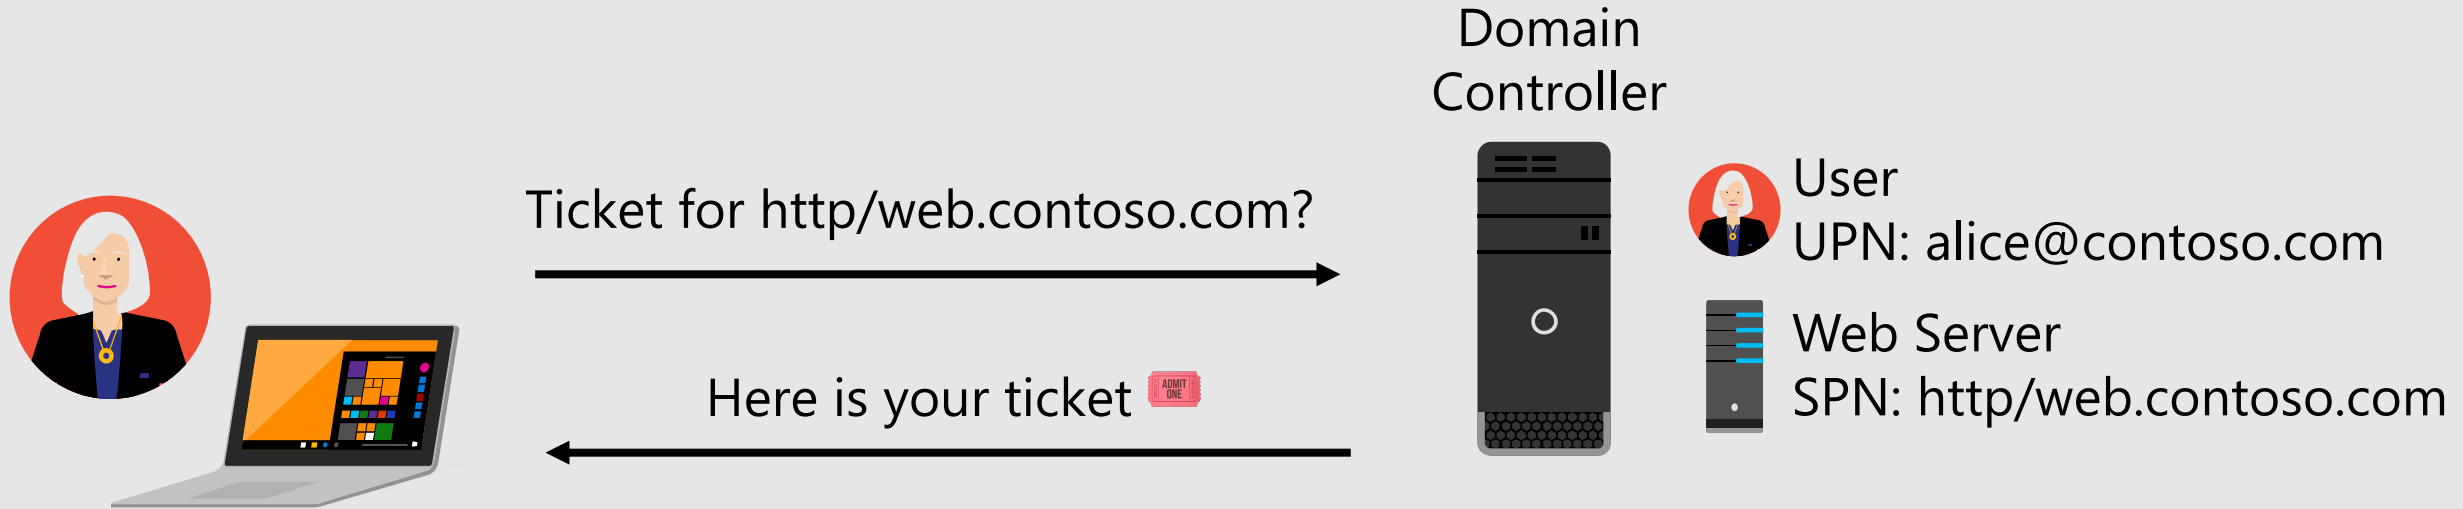 Domain
Controller
Ticket for http/web.contoso.com?
User
UPN: alice@contoso.com
Here is your ticket
ADMIT
ONE
Web Server
SPN: http/web.contoso.com